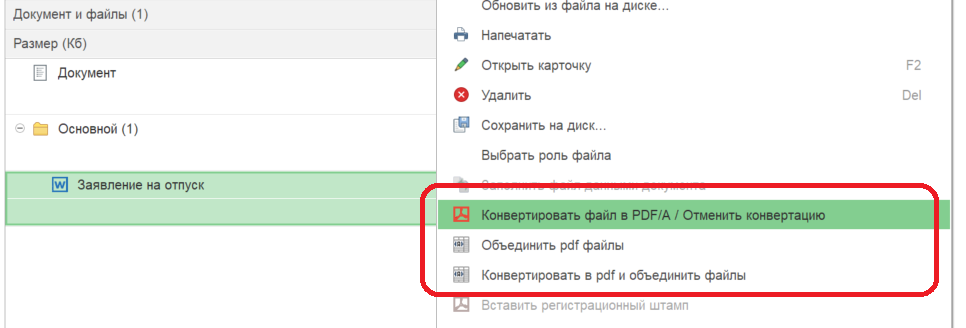 Документ и файлы (1)
Размер (Кб)
Документ
Основной (1)
W Заявление на отпуск
Обновить из файла на диске...
Напечатать
Открыть карточку F2
Удалить Del
Сохранить на диск...
Выбрать роль файла
Заполнить файл данными документа
Конвертировать файл в PDF/A / Отменить конвертацию
Объединить pdf файлы
Конвертировать в pdf и объединить файлы
Вставить регистрационный штамп